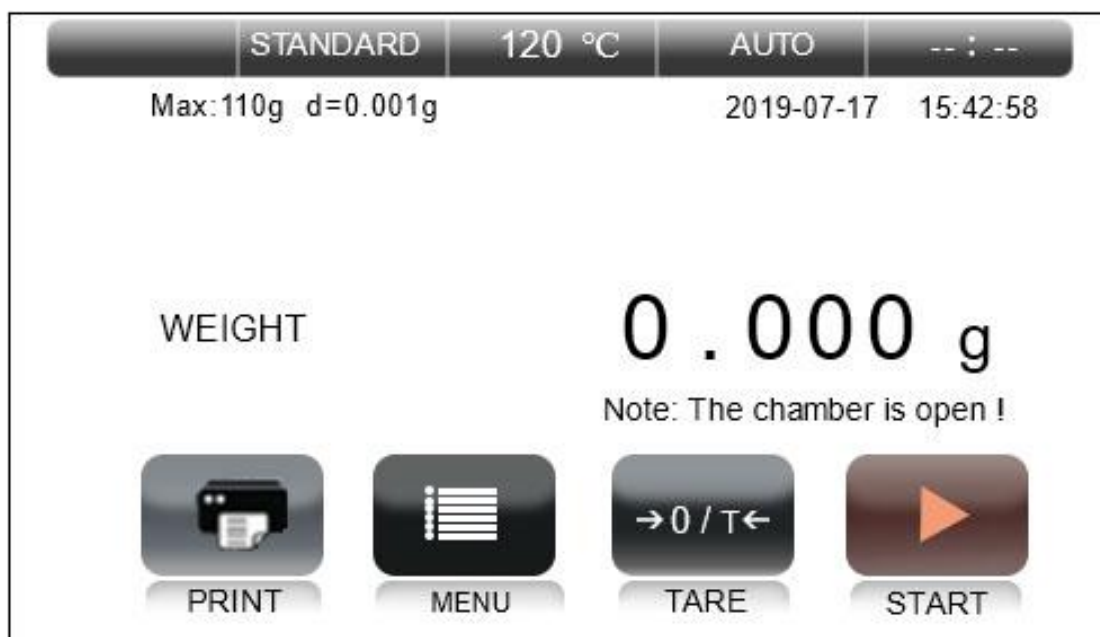 STANDARD 120 °C AUTO -- : --
Max:110g d=0.001g 2019-07-17 15:42:58
WEIGHT 0.000 g
Note: The chamber is open !
→0/T←
PRINT MENU TARE START